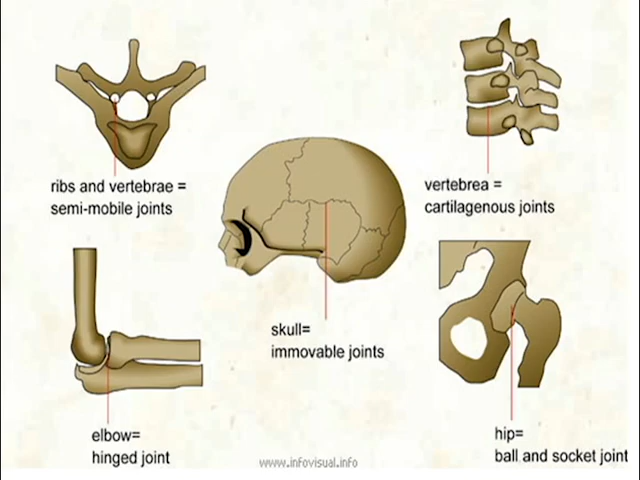 ribs and vertebrae =
semi-mobile joints
vertebrea =
cartilagenous joints
skull=
immovable joints
elbow=
hinged joint
hip=
ball and socket joint
www.infovisual.info